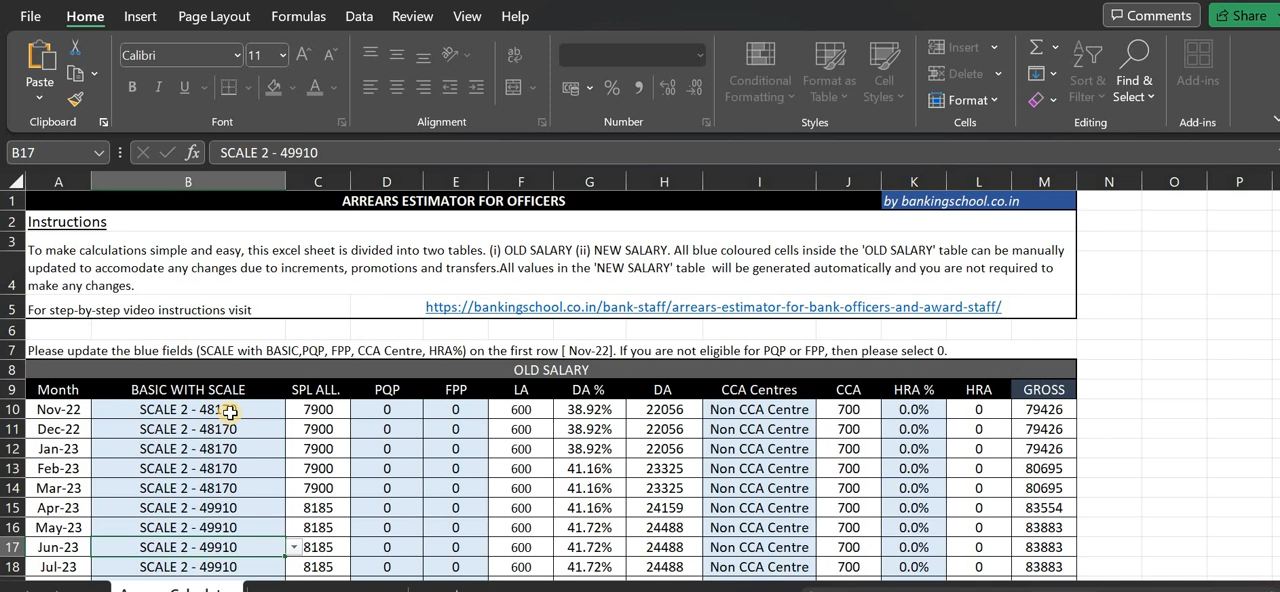 File Home Insert Page Layout Formulas Data Review View Help Comments Share
Paste Calibri 11 A A ab Insert Σ A Z
B I U A % Conditional Formatting Format as Table Cell Styles Delete Sort & Filter Find & Select Add-ins
Format
Clipboard Font Alignment Number Styles Cells Editing Add-ins
B17 fx SCALE 2 - 49910
A B C D E F G H I J K L M N O P
1 ARREARS ESTIMATOR FOR OFFICERS by bankingschool.co.in
2 Instructions
3 To make calculations simple and easy, this excel sheet is divided into two tables. (i) OLD SALARY (ii) NEW SALARY. All blue coloured cells inside the 'OLD SALARY' table can be manually
updated to accomodate any changes due to increments, promotions and transfers.All values in the 'NEW SALARY' table will be generated automatically and you are not required to
4 make any changes.
5 For step-by-step video instructions visit https://bankingschool.co.in/bank-staff/arrears-estimator-for-bank-officers-and-award-staff/
6
7 Please update the blue fields (SCALE with BASIC,PQP, FPP, CCA Centre, HRA%) on the first row [ Nov-22]. If you are not eligible for PQP or FPP, then please select 0.
8 OLD SALARY
9 Month BASIC WITH SCALE SPL ALL. PQP FPP LA DA % DA CCA Centres CCA HRA % HRA GROSS
10 Nov-22 SCALE 2 - 7900 0 0 600 38.92% 22056 Non CCA Centre 700 0.0% 0 79426
11 Dec-22 SCALE 2 - 48170 7900 0 0 600 38.92% 22056 Non CCA Centre 700 0.0% 0 79426
12 Jan-23 SCALE 2 - 48170 7900 0 0 600 38.92% 22056 Non CCA Centre 700 0.0% 0 79426
13 Feb-23 SCALE 2 - 48170 7900 0 0 600 41.16% 23325 Non CCA Centre 700 0.0% 0 80695
14 Mar-23 SCALE 2 - 48170 7900 0 0 600 41.16% 23325 Non CCA Centre 700 0.0% 0 80695
15 Apr-23 SCALE 2 - 49910 8185 0 0 600 41.16% 24159 Non CCA Centre 700 0.0% 0 83554
16 May-23 SCALE 2 - 49910 8185 0 0 600 41.72% 24488 Non CCA Centre 700 0.0% 0 83883
17 Jun-23 SCALE 2 - 49910 8185 0 0 600 41.72% 24488 Non CCA Centre 700 0.0% 0 83883
18 Jul-23 SCALE 2 - 49910 8185 0 0 600 41.72% 24488 Non CCA Centre 700 0.0% 0 83883